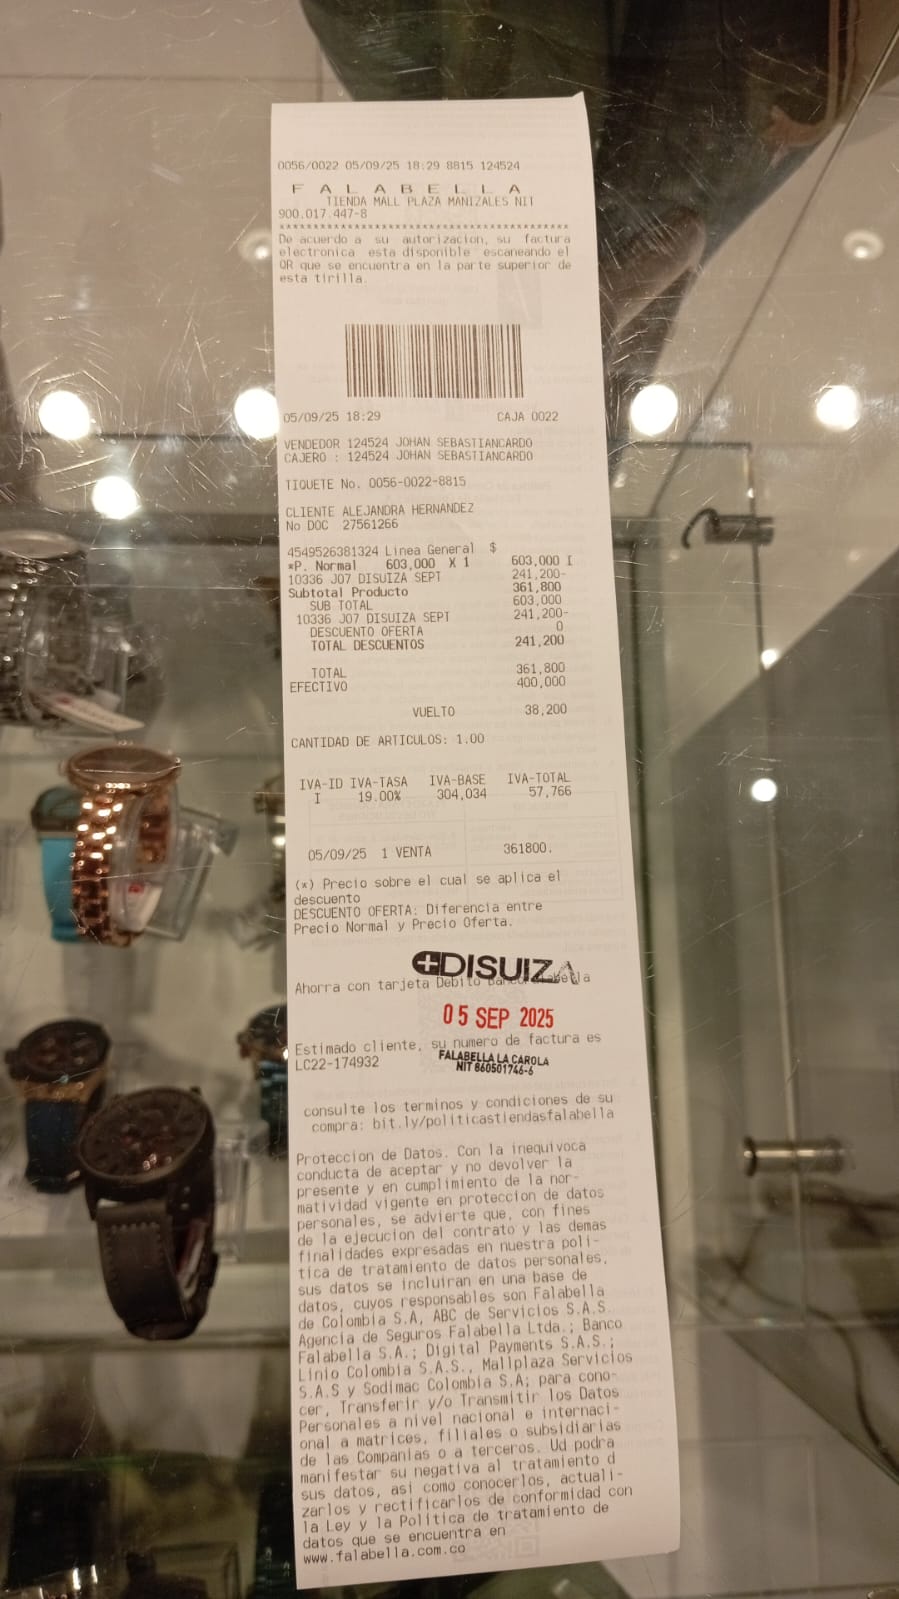 0056/0022 05/09/25 18:29 8815 124524
F A L A B E L L A
TIENDA MALL PLAZA MANIZALES NIT
900.017.447-8
De acuerdo a su autorizacion, su factura
electronica esta disponible escaneando el
QR que se encuentra en la parte superior de
esta tirilla.
05/09/25 18:29 CAJA 0022
VENDEDOR 124524 JOHAN SEBASTIANCARDO
CAJERO : 124524 JOHAN SEBASTIANCARDO
TIQUETE No. 0056-0022-8815
CLIENTE ALEJANDRA HERNANDEZ
No DOC 27561266
4549526381324 Linea General $
*P. Normal 603,000 X 1 603,000 I
10336 J07 DISUIZA SEPT 241,200-
Subtotal Producto 361,800
SUB TOTAL 603,000
10336 J07 DISUIZA SEPT 241,200-
DESCUENTO OFERTA 0
TOTAL DESCUENTOS 241,200
TOTAL 361,800
EFECTIVO 400,000
VUELTO 38,200
CANTIDAD DE ARTICULOS: 1.00
IVA-ID IVA-TASA IVA-BASE IVA-TOTAL
I 19.00% 304,034 57,766
05/09/25 1 VENTA 361800.
(*) Precio sobre el cual se aplica el
descuento
DESCUENTO OFERTA: Diferencia entre
Precio Normal y Precio Oferta.
DISUIZA
Ahorra con tarjeta Debito Banco Falabella
05 SEP 2025
Estimado cliente, su numero de factura es
LC22-174932
FALABELLA LA CAROLA
NIT 860501746-6
consulte los terminos y condiciones de su
compra: bit.ly/politicastiendasfalabella
Proteccion de Datos. Con la inequivoca
conducta de aceptar y no devolver la
presente y en cumplimiento de la nor-
matividad vigente en proteccion de datos
personales, se advierte que, con fines
de la ejecucion del contrato y las demas
finalidades expresadas en nuestra poli-
tica de tratamiento de datos personales,
sus datos se incluiran en una base de
datos, cuyos responsables son Falabella
de Colombia S.A, ABC de Servicios S.A.S.
Agencia de Seguros Falabella Ltda.; Banco
Falabella S.A.; Digital Payments S.A.S.;
Linio Colombia S.A.S., Mallplaza Servicios
S.A.S y Sodimac Colombia S.A; para cono-
cer, Transferir y/o Transmitir los Datos
Personales a nivel nacional e internaci-
onal a matrices, filiales o subsidiarias
de las Companias o a terceros. Ud podra
manifestar su negativa al tratamiento d
sus datos, asi como conocerlos, actuali-
zarlos y rectificarlos de conformidad con
la Ley y la Politica de tratamiento de
datos que se encuentra en
www.falabella.com.co